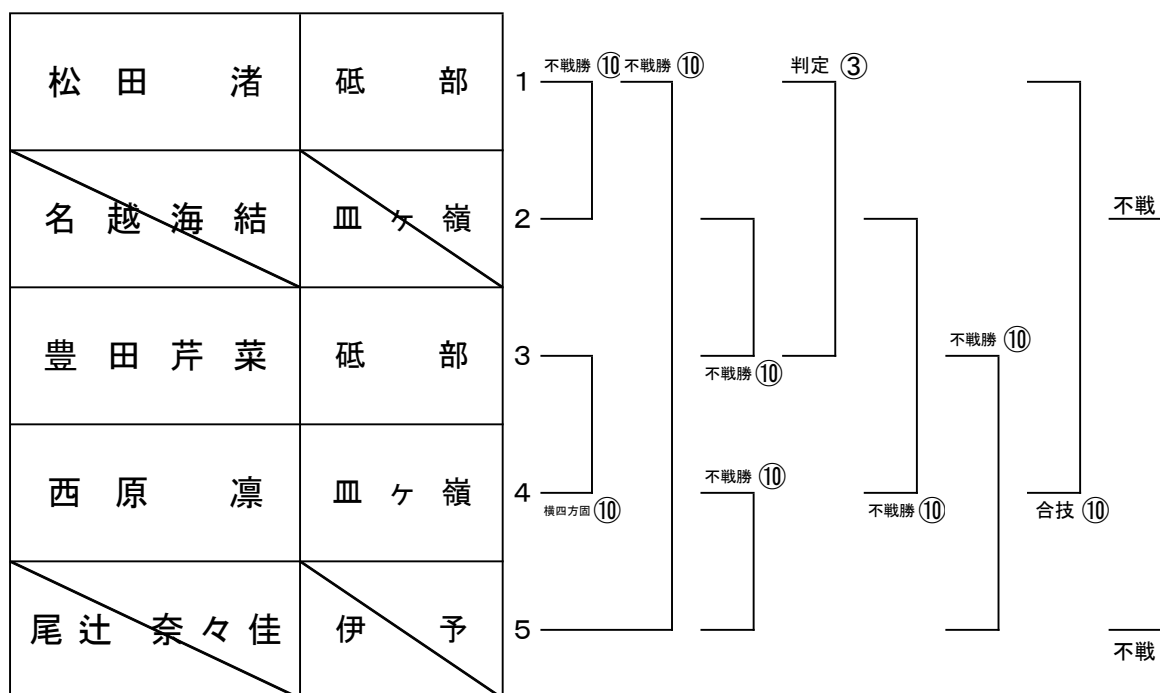 不戦勝 ⑩ 不戦勝 ⑩ 判定 ③
松田 渚 砥部 1
名越海結 皿ヶ嶺 2 不戦
豊田芹菜 砥部 3 不戦勝 ⑩
不戦勝 ⑩
不戦勝 ⑩
西原 凛 皿ヶ嶺 4
横四方固 ⑩ 不戦勝 ⑩ 合技 ⑩
尾辻 奈々佳 伊予 5
不戦